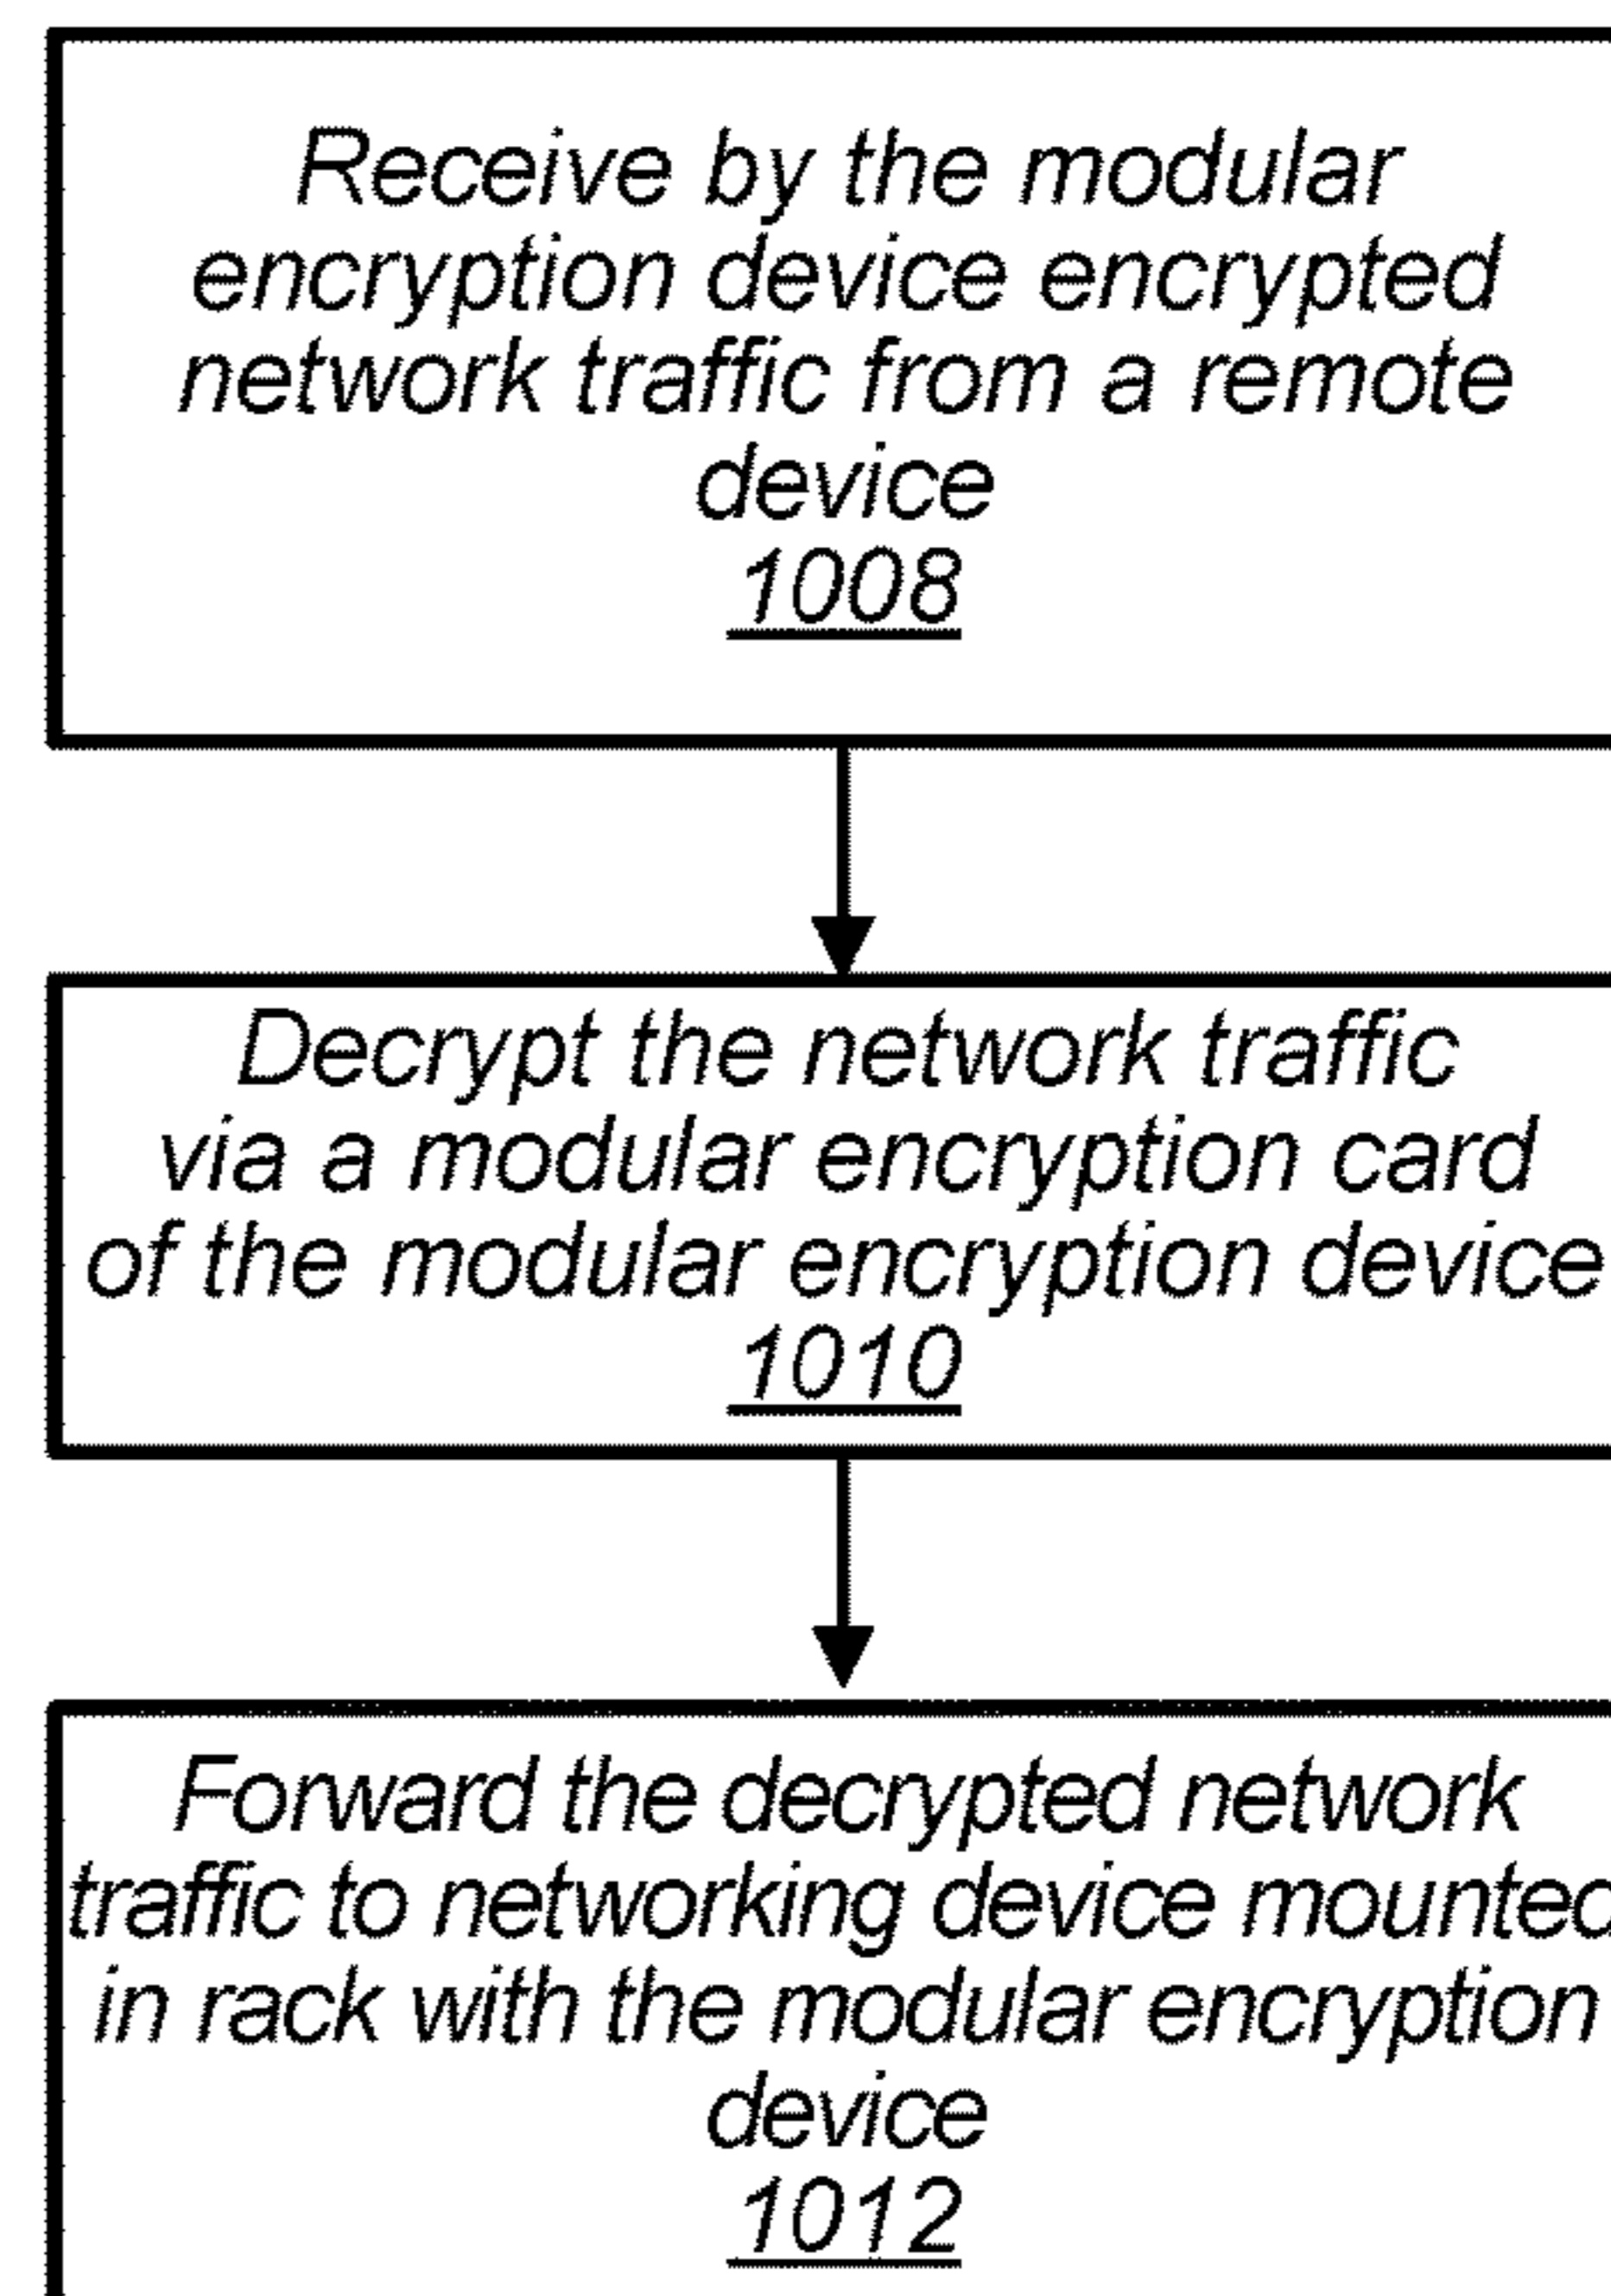 Receive by the modular
encryption device encrypted
network traffic from a remote
device
1008
Decrypt the network traffic
via a modular encryption card
of the modular encryption device
1010
Forward the decrypted network
traffic to networking device mounted
in rack with the modular encryption
device
1012